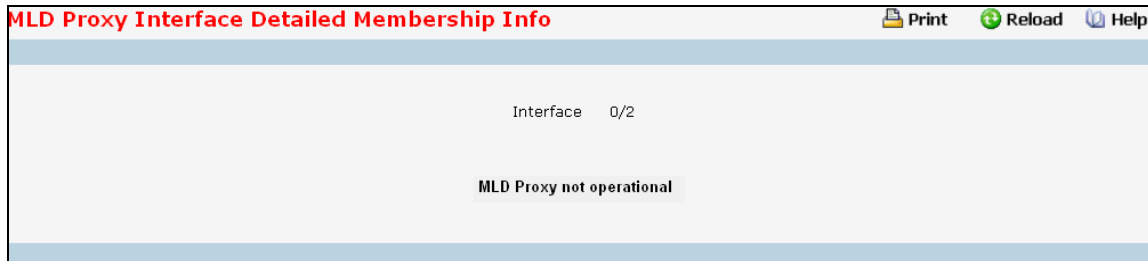 MLD Proxy Interface Detailed Membership Info Print Reload Help
Interface 0/2
MLD Proxy not operational